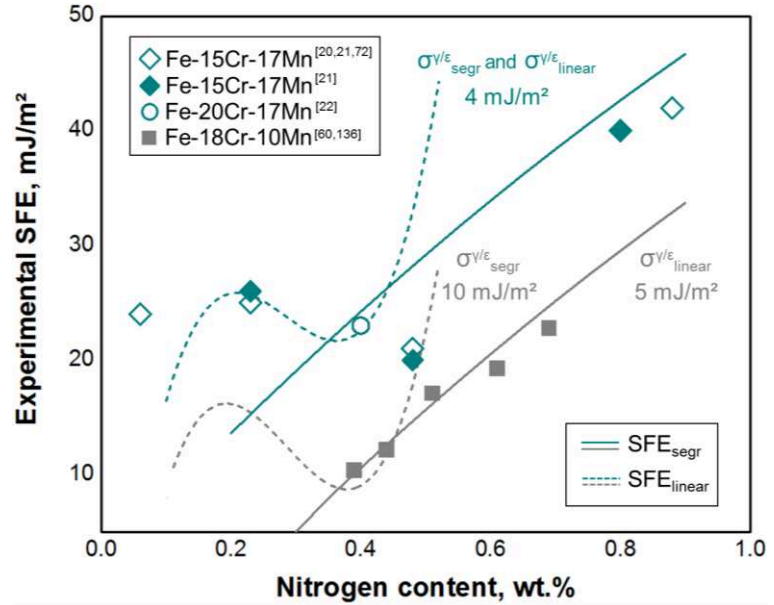 50
40
30
20
10
Experimental SFE, mJ/m²
Fe-15Cr-17Mn[20,21,72]
Fe-15Cr-17Mn[21]
Fe-20Cr-17Mn[22]
Fe-18Cr-10Mn[60,136]
σγ/εsegr and σγ/εlinear
4 mJ/m²
σγ/εsegr
10 mJ/m²
σγ/εlinear
5 mJ/m²
SFEsegr
SFElinear
0.0 0.2 0.4 0.6 0.8 1.0
Nitrogen content, wt.%